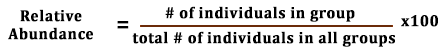 Relative Abundance = # of individuals in group x100
total # of individuals in all groups